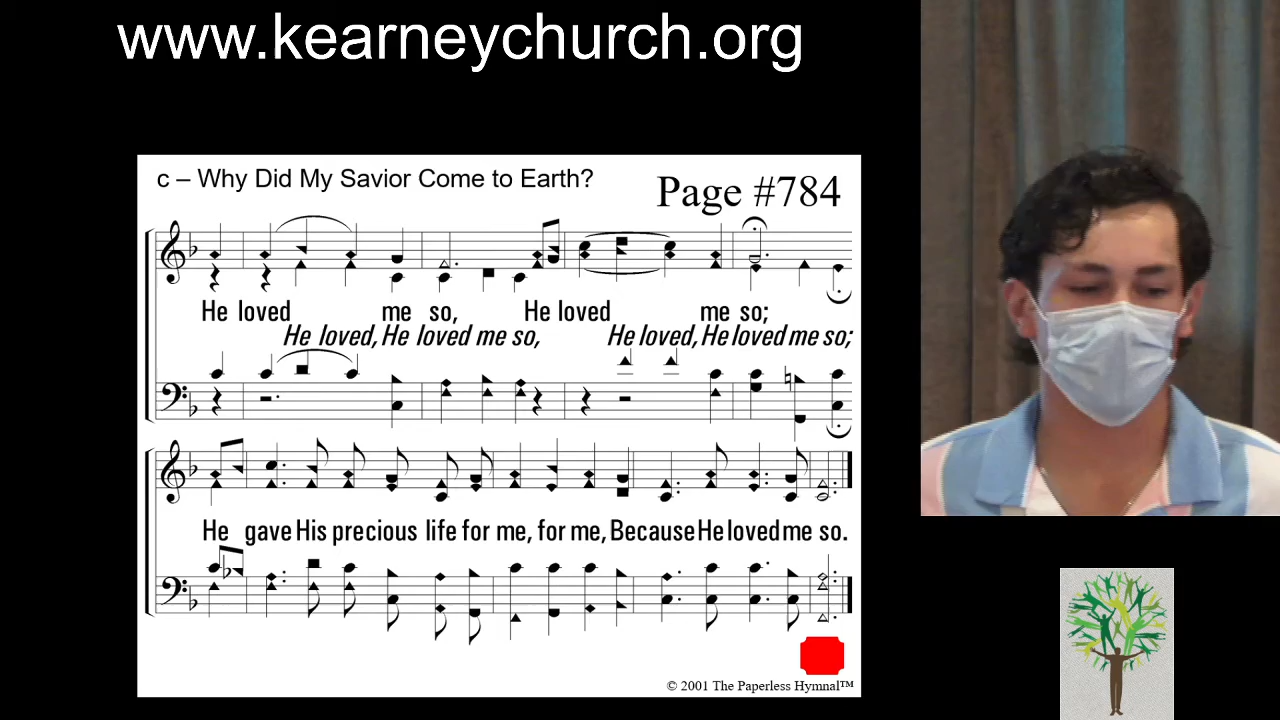 www.kearneychurch.org
c – Why Did My Savior Come to Earth?
Page #784
He loved me so, He loved me so;
He loved, He loved me so, He loved, He loved me so;
He gave His precious life for me, for me, Because He loved me so.
© 2001 The Paperless Hymnal™